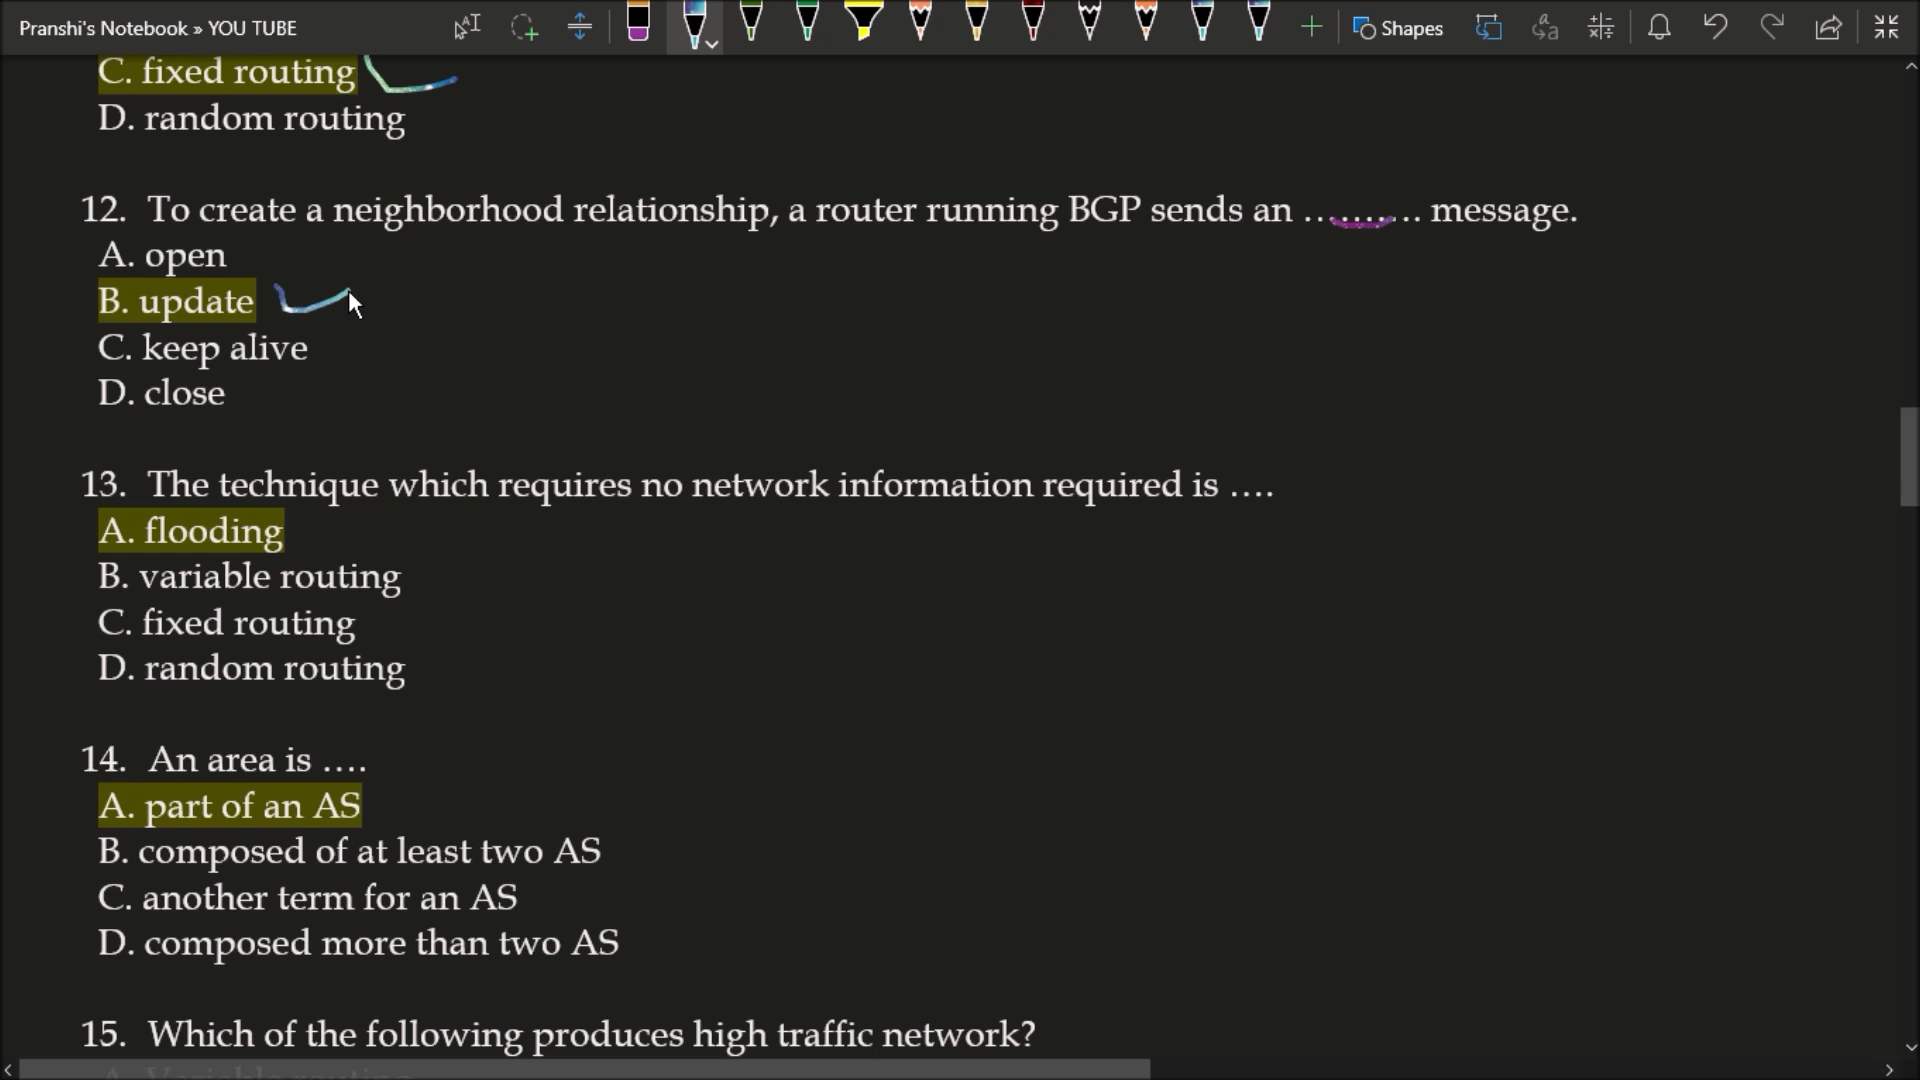 Pranshi's Notebook » YOU TUBE
Shapes
C. fixed routing
D. random routing
12. To create a neighborhood relationship, a router running BGP sends an ………. message.
A. open
B. update
C. keep alive
D. close
13. The technique which requires no network information required is ….
A. flooding
B. variable routing
C. fixed routing
D. random routing
14. An area is ….
A. part of an AS
B. composed of at least two AS
C. another term for an AS
D. composed more than two AS
15. Which of the following produces high traffic network?
A. Variable routing